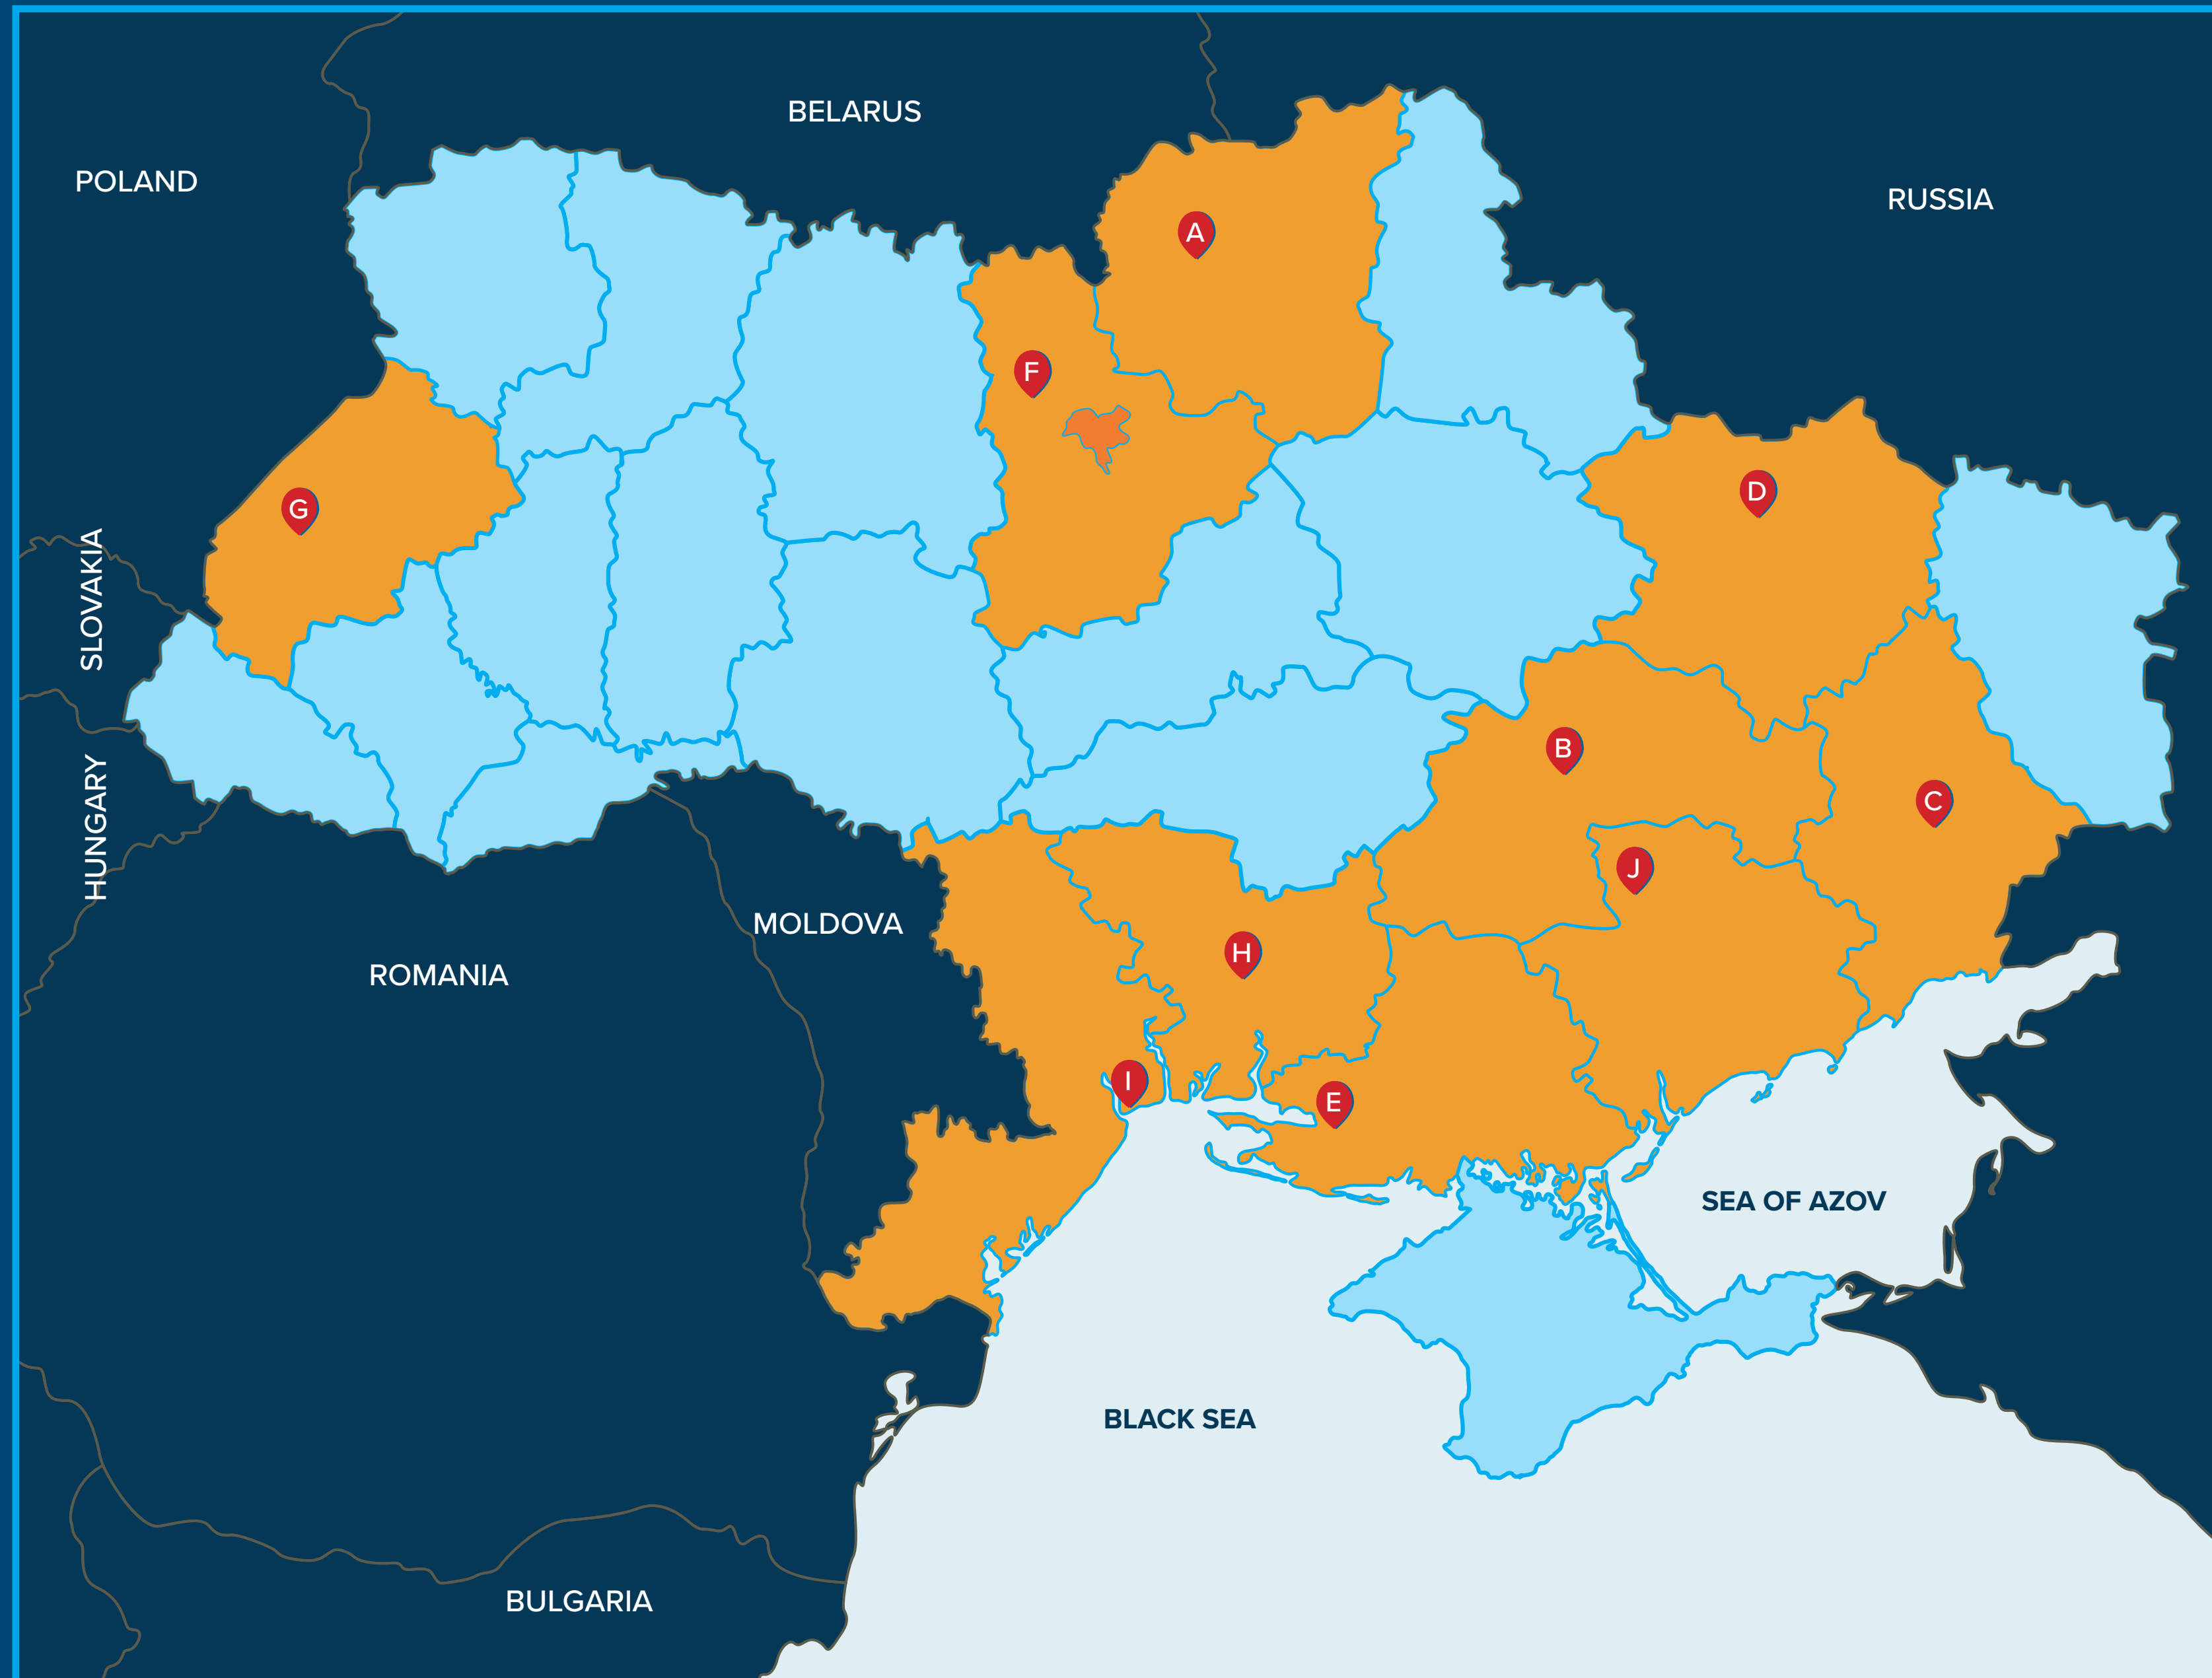 BELARUS
POLAND
RUSSIA
A
F
D
G
SLOVAKIA
B
C
HUNGARY
J
MOLDOVA
H
ROMANIA
I
E
SEA OF AZOV
BLACK SEA
BULGARIA